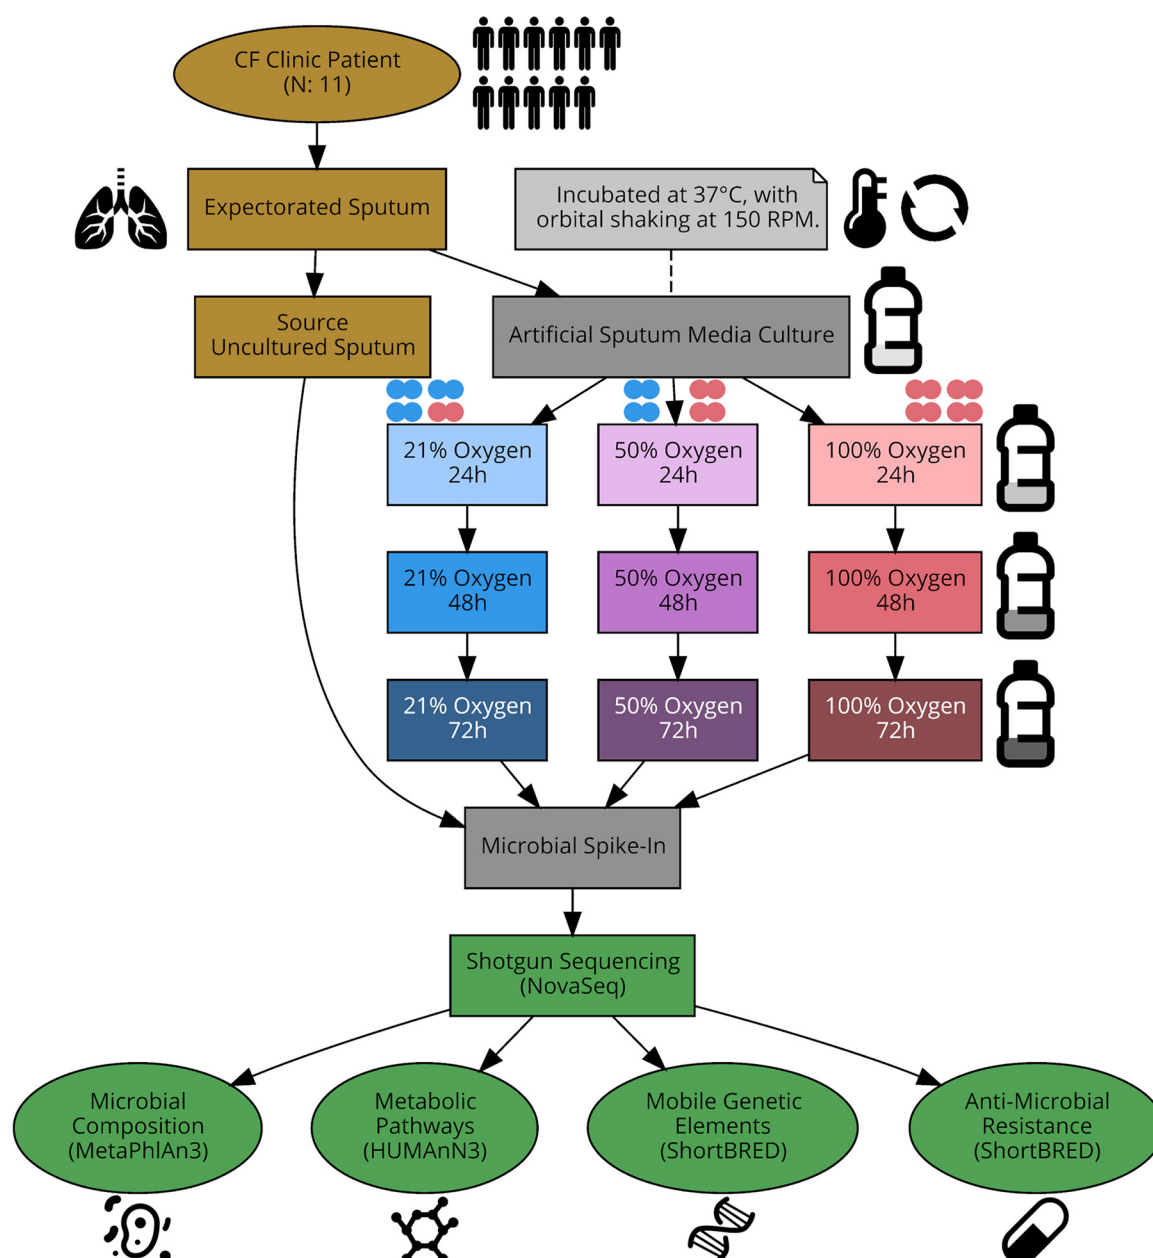 CF Clinic Patient
(N: 11)
Expectorated Sputum
Incubated at 37°C, with
orbital shaking at 150 RPM.
Source
Uncultured Sputum
Artificial Sputum Media Culture
21% Oxygen
24h
50% Oxygen
24h
100% Oxygen
24h
21% Oxygen
48h
50% Oxygen
48h
100% Oxygen
48h
21% Oxygen
72h
50% Oxygen
72h
100% Oxygen
72h
Microbial Spike-In
Shotgun Sequencing
(NovaSeq)
Microbial
Composition
(MetaPhlAn3)
Metabolic
Pathways
(HUMAnN3)
Mobile Genetic
Elements
(ShortBRED)
Anti-Microbial
Resistance
(ShortBRED)